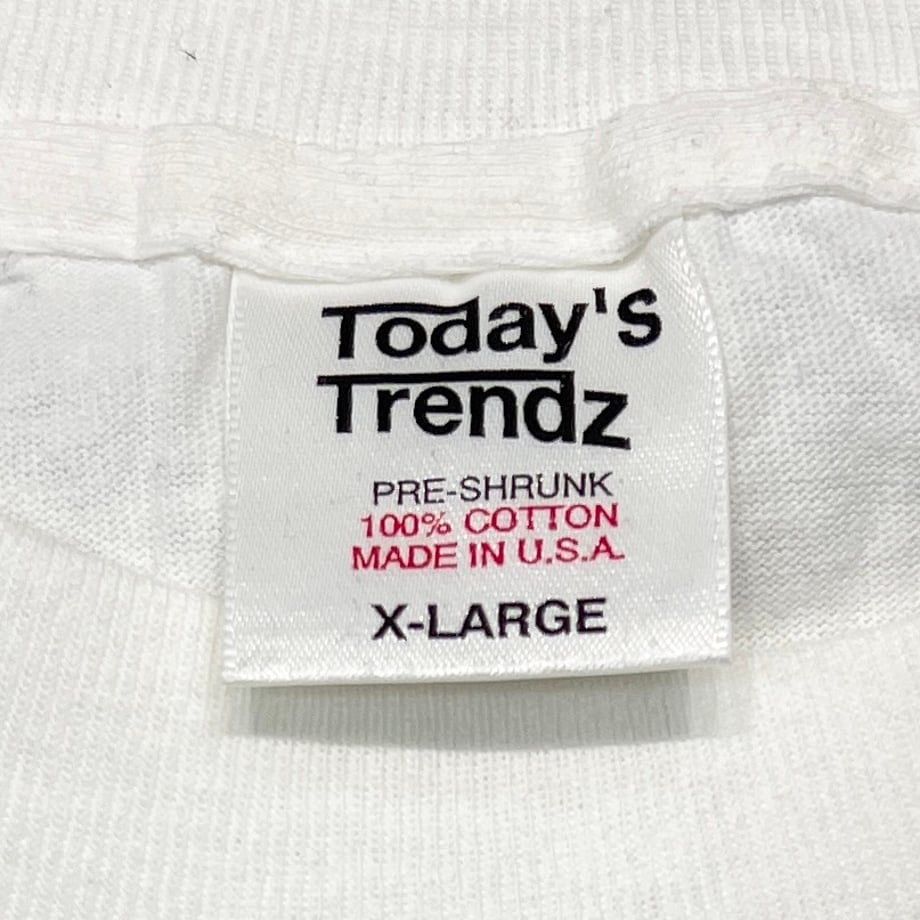 Today's
Trendz
PRE-SHRUNK
100% COTTON
MADE IN U.S.A.
X-LARGE